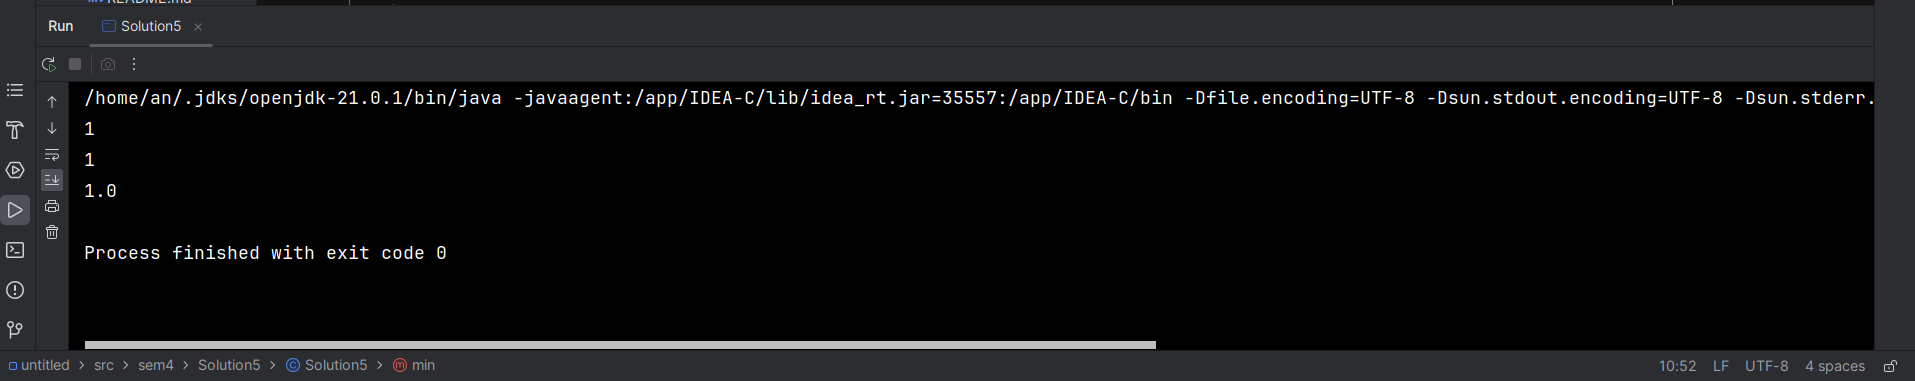 README.md
Run Solution5
/home/an/.jdks/openjdk-21.0.1/bin/java -javaagent:/app/IDEA-C/lib/idea_rt.jar=35557:/app/IDEA-C/bin -Dfile.encoding=UTF-8 -Dsun.stdout.encoding=UTF-8 -Dsun.stderr.
1
1
1.0
Process finished with exit code 0
untitled > src > sem4 > Solution5 > Solution5 > min 10:52 LF UTF-8 4 spaces